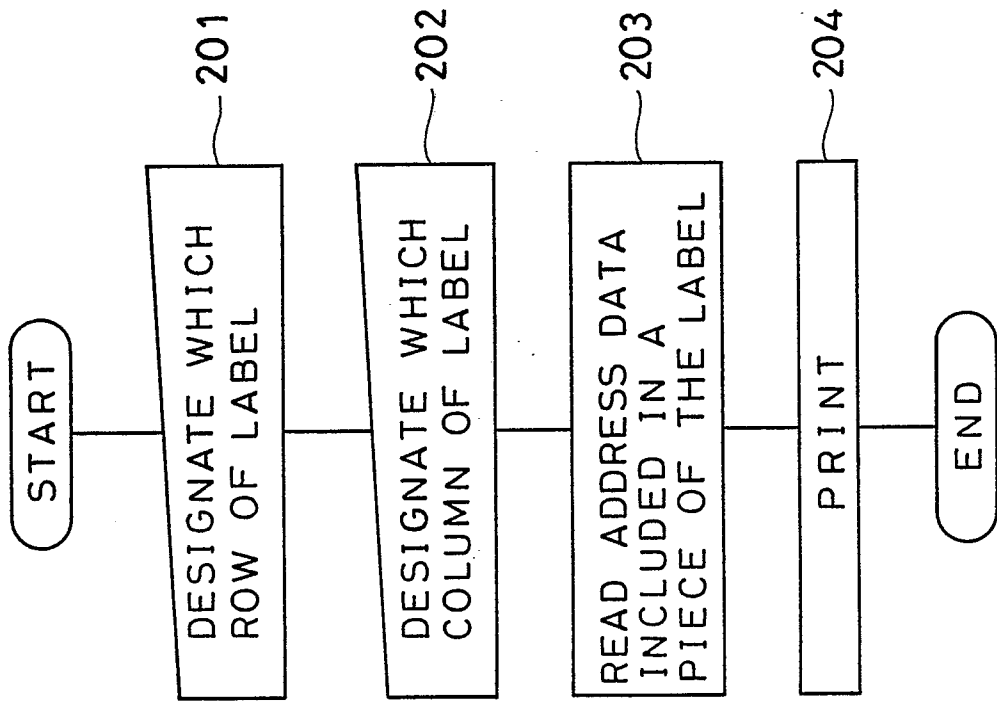 START
DESIGNATE WHICH
ROW OF LABEL
201
DESIGNATE WHICH
COLUMN OF LABEL
202
READ ADDRESS DATA
INCLUDED IN A
PIECE OF THE LABEL
203
PRINT
204
END